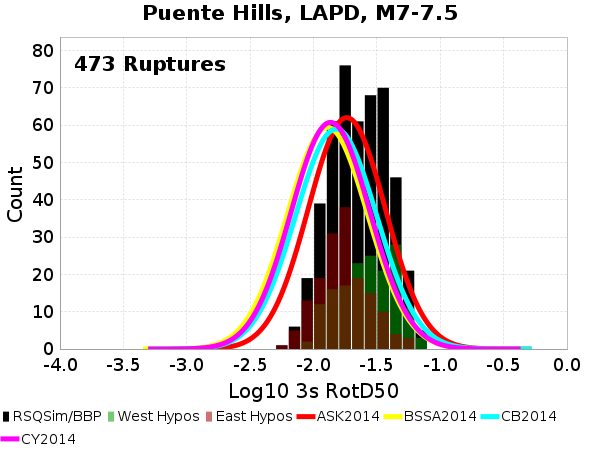 Puente Hills, LAPD, M7-7.5
473 Ruptures
Count
80
70
60
50
40
30
20
10
0
-4.0 -3.5 -3.0 -2.5 -2.0 -1.5 -1.0 -0.5 0.0
Log10 3s RotD50
RSQSim/BBP West Hypos East Hypos ASK2014 BSSA2014 CB2014
CY2014